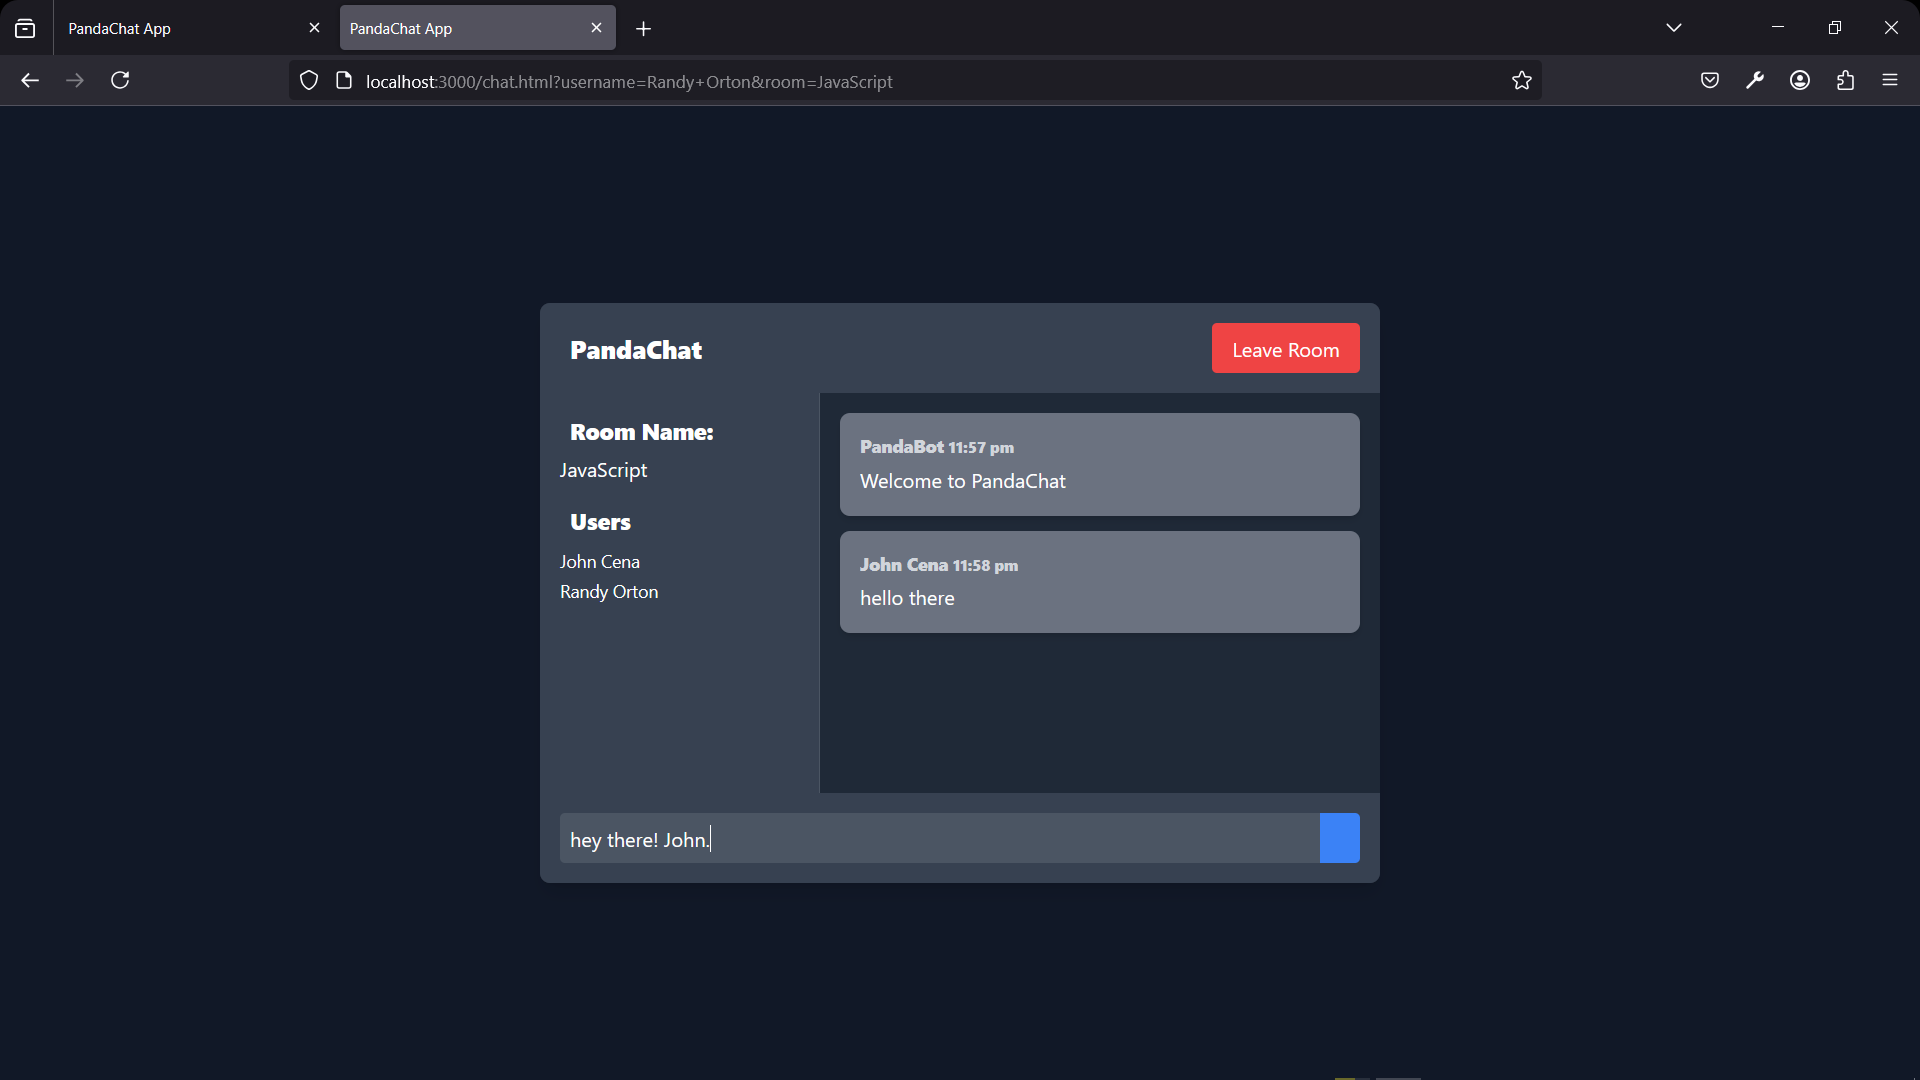 PandaChat App
PandaChat App
localhost:3000/chat.html?username=Randy+Orton&room=JavaScript
PandaChat
Leave Room
Room Name:
JavaScript
Users
John Cena
Randy Orton
PandaBot 11:57 pm
Welcome to PandaChat
John Cena 11:58 pm
hello there
hey there! John.